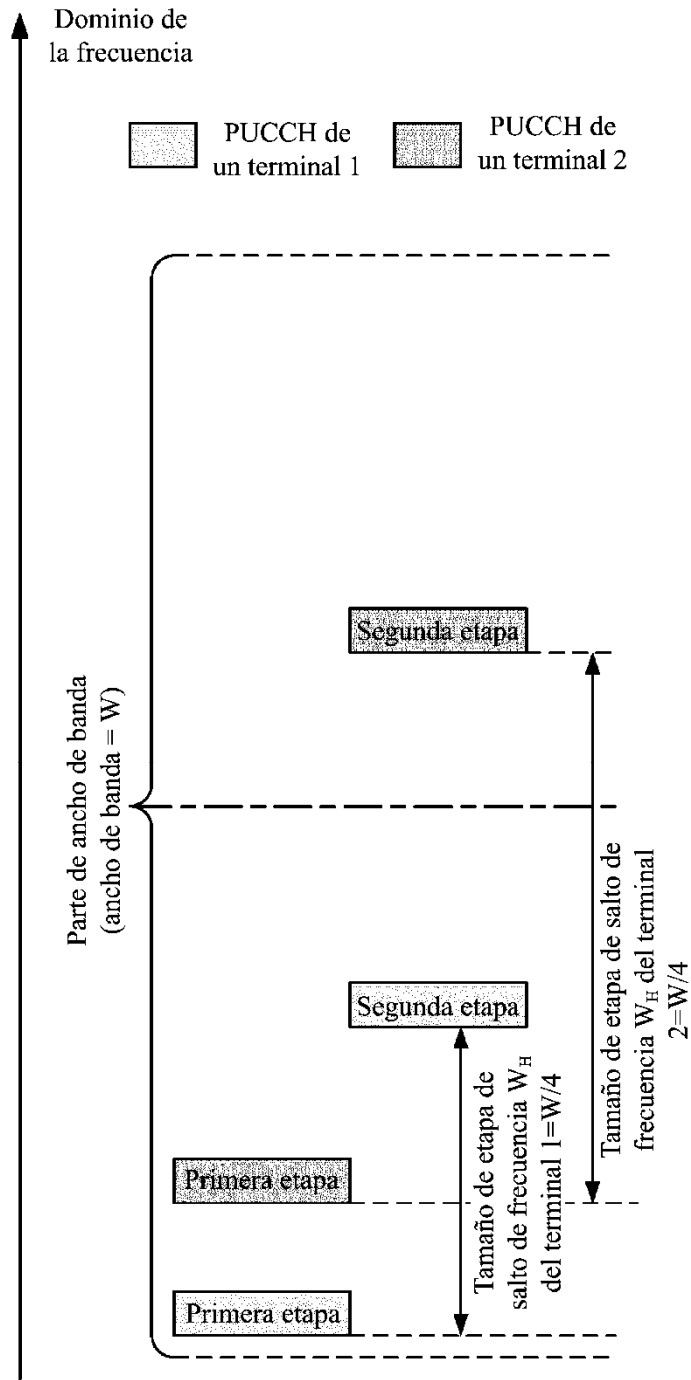 Dominio de
la frecuencia
PUCCH de
un terminal 1
PUCCH de
un terminal 2
Segunda etapa
Parte de ancho de banda
(ancho de banda = W)
Segunda etapa
Primera etapa
Primera etapa
Tamaño de etapa de
salto de frecuencia W_H
del terminal 1=W/4
Tamaño de etapa de salto de
frecuencia W_H del terminal
2=W/4